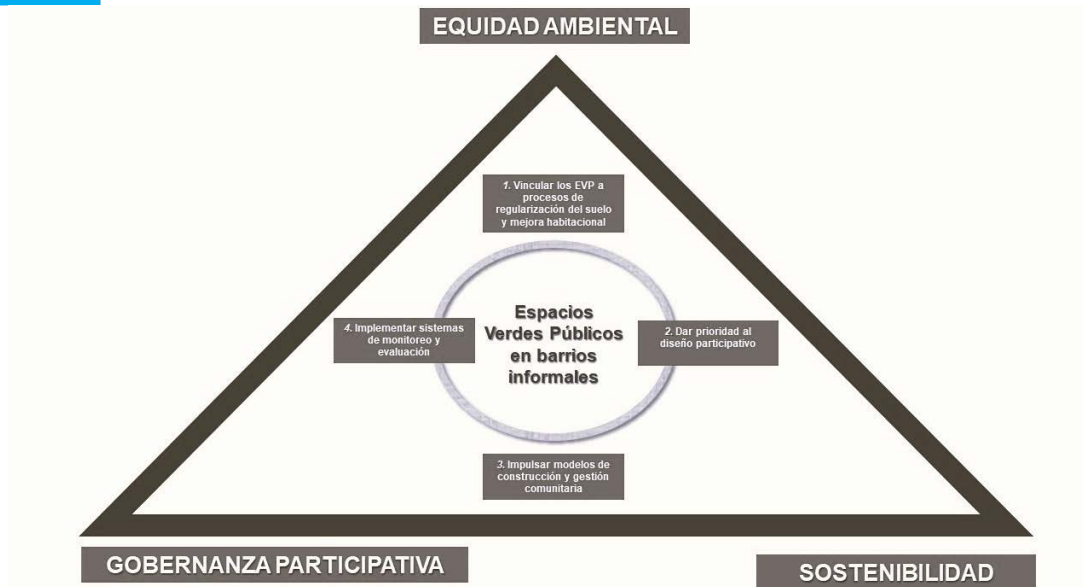 EQUIDAD AMBIENTAL
1. Vincular los EVP a
procesos de
regularización del suelo
y mejora habitacional
Espacios
Verdes Públicos
en barrios
informales
4. Implementar sistemas
de monitoreo y
evaluación
2. Dar prioridad al
diseño participativo
3. Impulsar modelos de
construcción y gestión
comunitaria
GOBERNANZA PARTICIPATIVA
SOSTENIBILIDAD